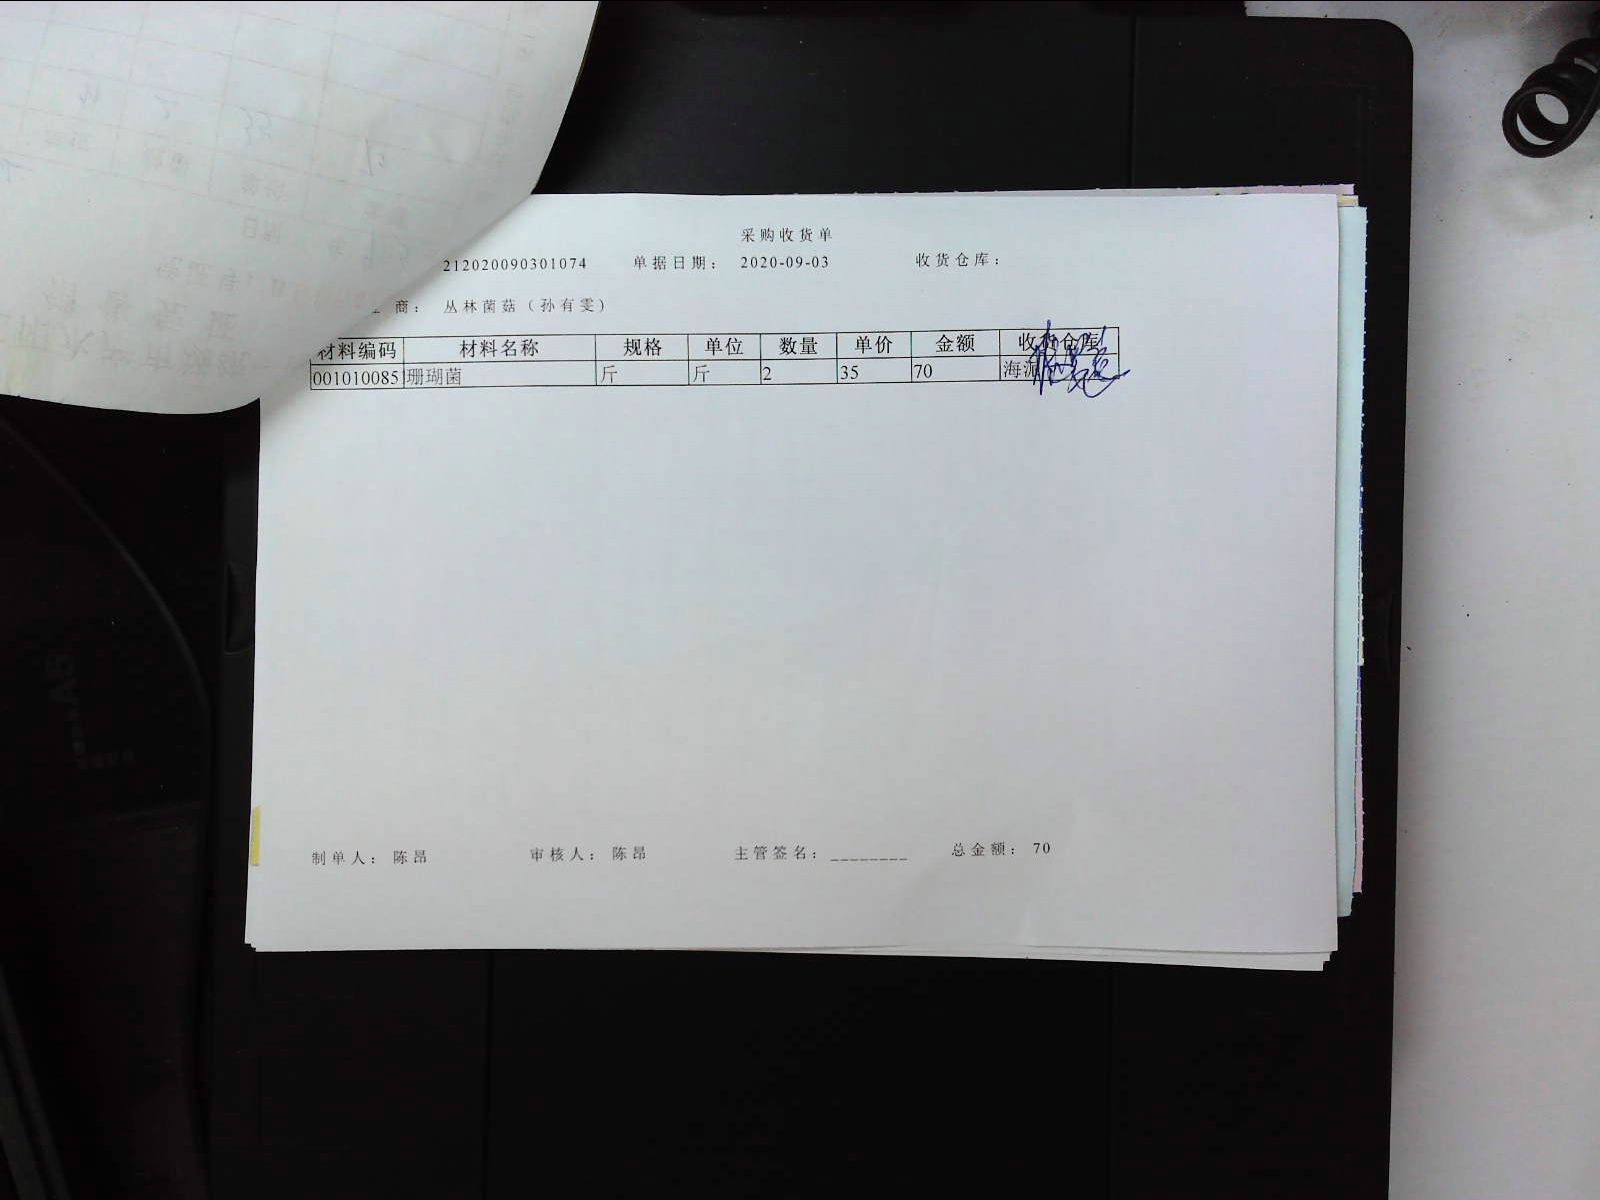 采购收货单
212020090301074 单据日期： 2020-09-03 收货仓库：
商： 丛林菌菇（孙有雯）
材料编码 材料名称 规格 单位 数量 单价 金额 收货仓库
001010085 珊瑚菌 斤 斤 2 35 70 海派
制单人： 陈昂 审核人： 陈昂 主管签名：________ 总金额： 70